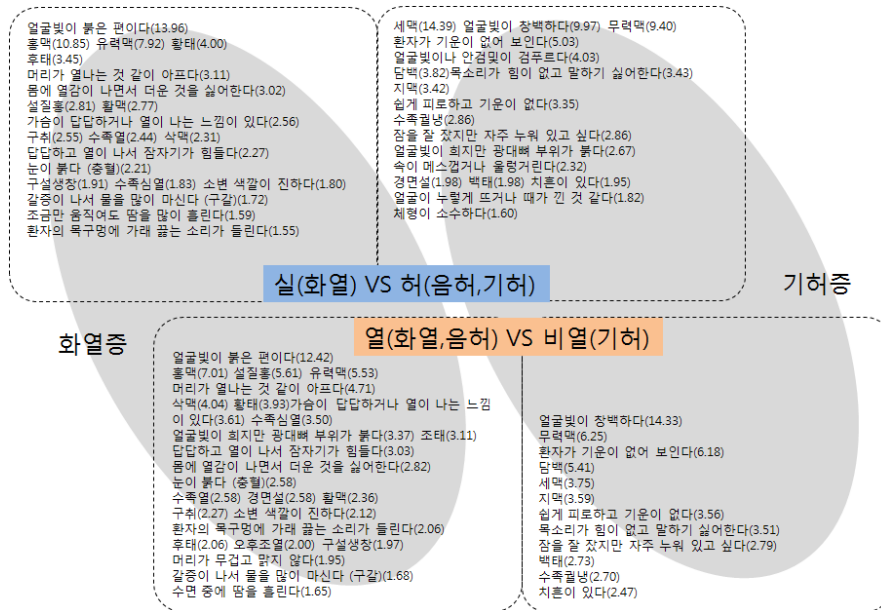 얼굴빛이 붉은 편이다(13.96)
홍맥(10.85) 유력맥(7.92) 황태(4.00)
후태(3.45)
머리가 열나는 것 같이 아프다(3.11)
몸에 열감이 나면서 더운 것을 싫어한다(3.02)
설질홍(2.81) 활맥(2.77)
가슴이 답답하거나 열이 나는 느낌이 있다(2.56)
구취(2.55) 수족열(2.44) 삭맥(2.31)
답답하고 열이 나서 잠자기가 힘들다(2.27)
눈이 붉다 (충혈)(2.21)
구설생창(1.91) 수족심열(1.83) 소변 색깔이 진하다(1.80)
갈증이 나서 물을 많이 마신다 (구갈)(1.72)
조금만 움직여도 땀을 많이 흘린다(1.59)
환자의 목구멍에 가래 끓는 소리가 들린다(1.55)
세맥(14.39) 얼굴빛이 창백하다(9.97) 무력맥(9.40)
환자가 기운이 없어 보인다(5.03)
얼굴빛이나 안검밑이 검푸르다(4.03)
담백(3.82)목소리가 힘이 없고 말하기 싫어한다(3.43)
지맥(3.42)
쉽게 피로하고 기운이 없다(3.35)
수족궐냉(2.86)
잠을 잘 잤지만 자주 누워 있고 싶다(2.86)
얼굴빛이 희지만 광대뼈 부위가 붉다(2.67)
속이 메스껍거나 울렁거린다(2.32)
경면설(1.98) 백태(1.98) 치흔이 있다(1.95)
얼굴이 누렇게 뜨거나 때가 낀 것 같다(1.82)
체형이 소수하다(1.60)
실(화열) VS 허(음허,기허)
기허증
화열증
열(화열,음허) VS 비열(기허)
얼굴빛이 붉은 편이다(12.42)
홍맥(7.01) 설질홍(5.61) 유력맥(5.53)
머리가 열나는 것 같이 아프다(4.71)
삭맥(4.04) 황태(3.93)가슴이 답답하거나 열이 나는 느낌
이 있다(3.61) 수족심열(3.50)
얼굴빛이 희지만 광대뼈 부위가 붉다(3.37) 조태(3.11)
답답하고 열이 나서 잠자기가 힘들다(3.03)
몸에 열감이 나면서 더운 것을 싫어한다(2.82)
눈이 붉다 (충혈)(2.58)
수족열(2.58) 경면설(2.58) 활맥(2.36)
구취(2.27) 소변 색깔이 진하다(2.12)
환자의 목구멍에 가래 끓는 소리가 들린다(2.06)
후태(2.06) 오후조열(2.00) 구설생창(1.97)
머리가 무겁고 맑지 않다(1.95)
갈증이 나서 물을 많이 마신다 (구갈)(1.68)
수면 중에 땀을 흘린다(1.65)
얼굴빛이 창백하다(14.33)
무력맥(6.25)
환자가 기운이 없어 보인다(6.18)
담백(5.41)
세맥(3.75)
지맥(3.59)
쉽게 피로하고 기운이 없다(3.56)
목소리가 힘이 없고 말하기 싫어한다(3.51)
잠을 잘 잤지만 자주 누워 있고 싶다(2.79)
백태(2.73)
수족궐냉(2.70)
치흔이 있다(2.47)